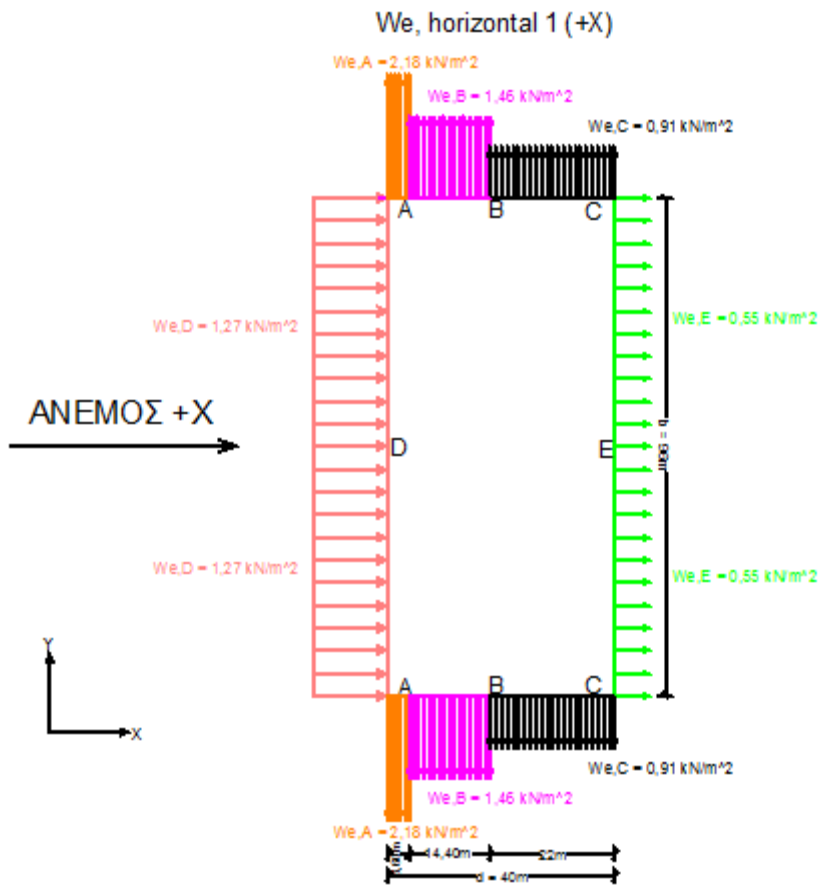 We, horizontal 1 (+X)
We,A = 2,18 kN/m^2
We,B = 1,46 kN/m^2
We,C = 0,91 kN/m^2
A
B
C
We,D = 1,27 kN/m^2
We,E = 0,55 kN/m^2
ΑΝΕΜΟΣ +X
D
E
We,D = 1,27 kN/m^2
We,E = 0,55 kN/m^2
Y
X
A
B
C
We,C = 0,91 kN/m^2
We,B = 1,46 kN/m^2
We,A = 2,18 kN/m^2
14,40m
22m
d = 40m